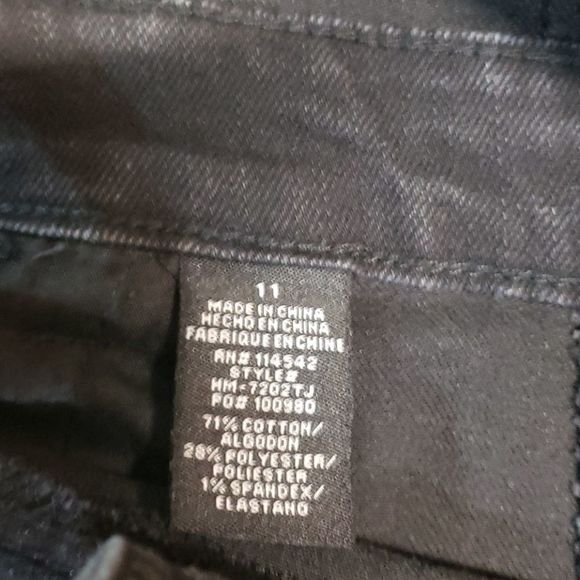 11
MADE IN CHINA
HECHO EN CHINA
FABRIQUE EN CHINE
RN# 114542
STYLE#
HM-7202TJ
PO# 100980
71% COTTON/
ALGODON
28% POLYESTER/
POLIESTER
1% SPANDEX/
ELASTANO